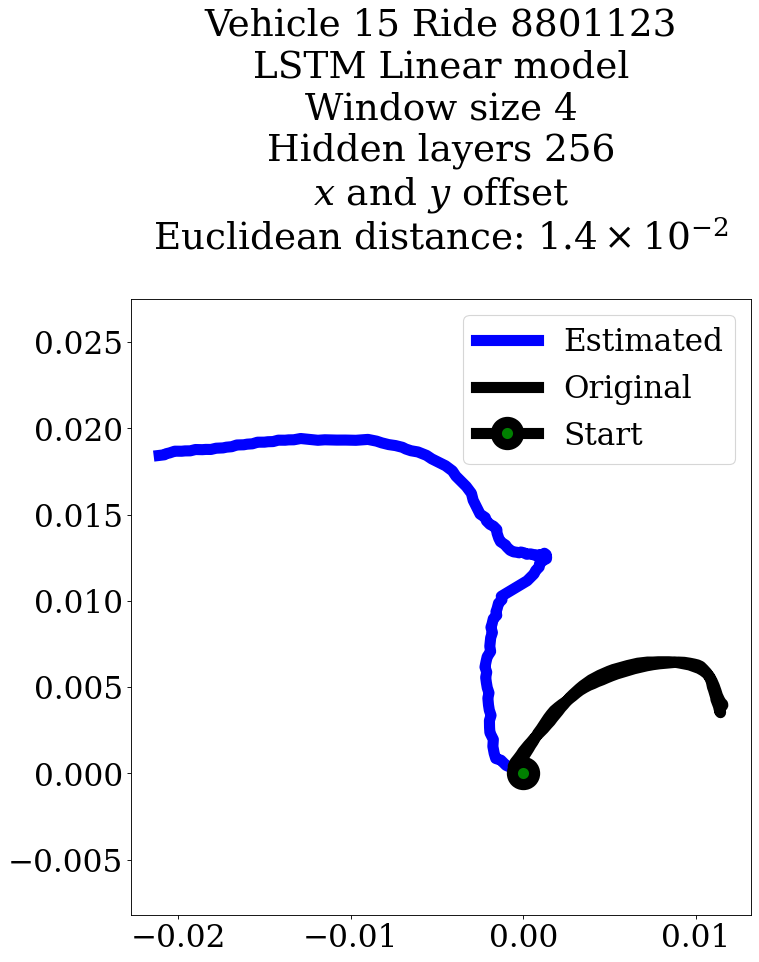 Vehicle 15 Ride 8801123
LSTM Linear model
Window size 4
Hidden layers 256
x and y offset
Euclidean distance: 1.4 × 10⁻²
Estimated
Original
Start
0.025
0.020
0.015
0.010
0.005
0.000
−0.005
−0.02 −0.01 0.00 0.01